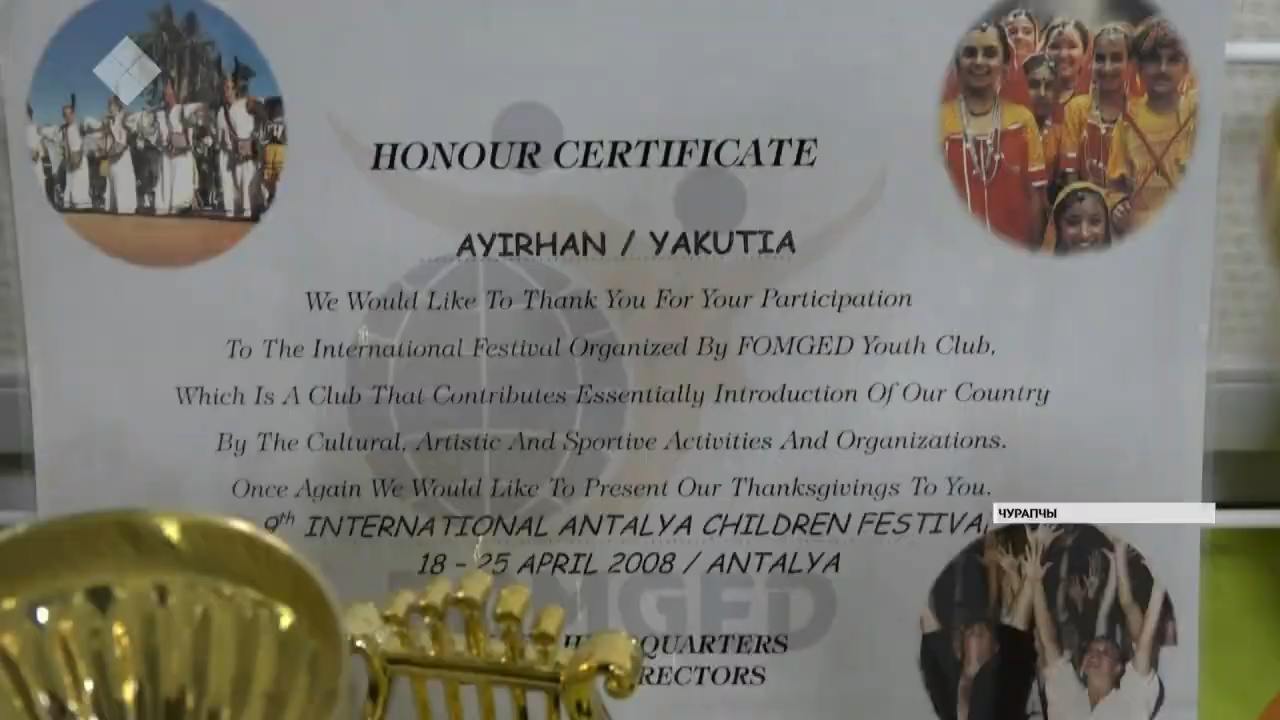 HONOUR CERTIFICATE
AYIRHAN / YAKUTIA
We Would Like To Thank You For Your Participation
To The International Festival Organized By FOMGED Youth Club,
Which Is A Club That Contributes Essentially Introduction Of Our Country
By The Cultural, Artistic And Sportive Activities And Organizations.
Once Again We Would Like To Present Our Thanksgivings To You.
ЧУРАПЧЫ
9th INTERNATIONAL ANTALYA CHILDREN FESTIVAL
18 - 25 APRIL 2008 / ANTALYA